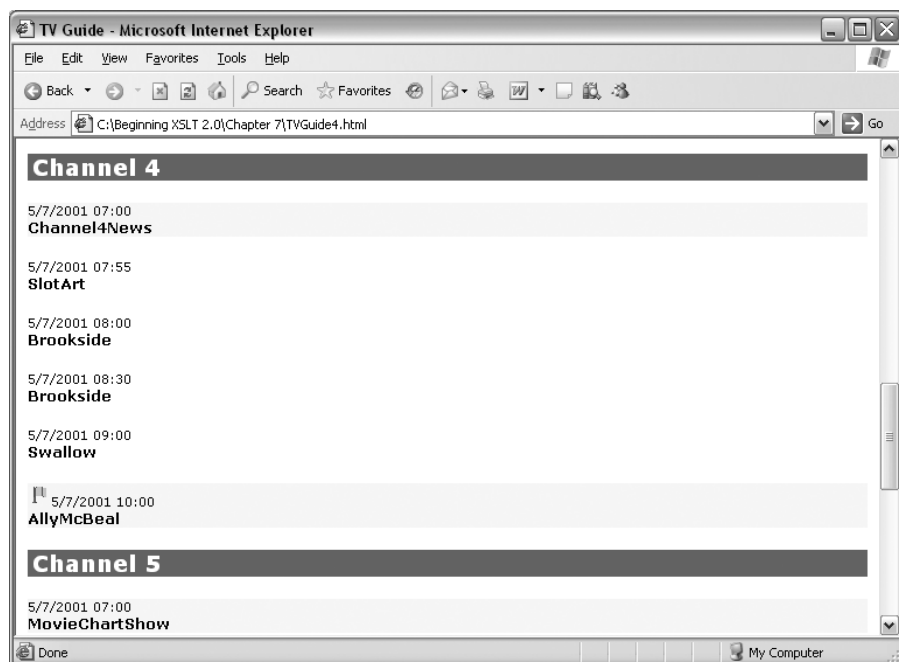 TV Guide - Microsoft Internet Explorer
File Edit View Favorites Tools Help
Back Search Favorites
Address C:\Beginning XSLT 2.0\Chapter 7\TVGuide4.html Go
Channel 4
5/7/2001 07:00
Channel4News
5/7/2001 07:55
SlotArt
5/7/2001 08:00
Brookside
5/7/2001 08:30
Brookside
5/7/2001 09:00
Swallow
5/7/2001 10:00
AllyMcBeal
Channel 5
5/7/2001 07:00
MovieChartShow
Done My Computer